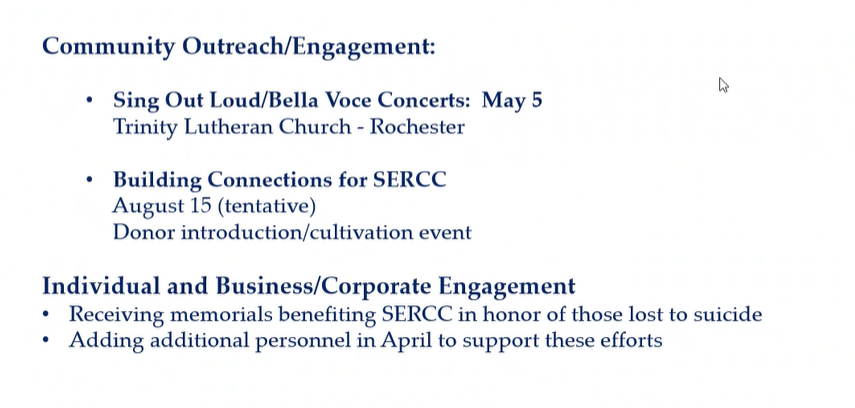 Community Outreach/Engagement:
• Sing Out Loud/Bella Voce Concerts:  May 5
Trinity Lutheran Church - Rochester
• Building Connections for SERCC
August 15 (tentative)
Donor introduction/cultivation event
Individual and Business/Corporate Engagement
• Receiving memorials benefiting SERCC in honor of those lost to suicide
• Adding additional personnel in April to support these efforts